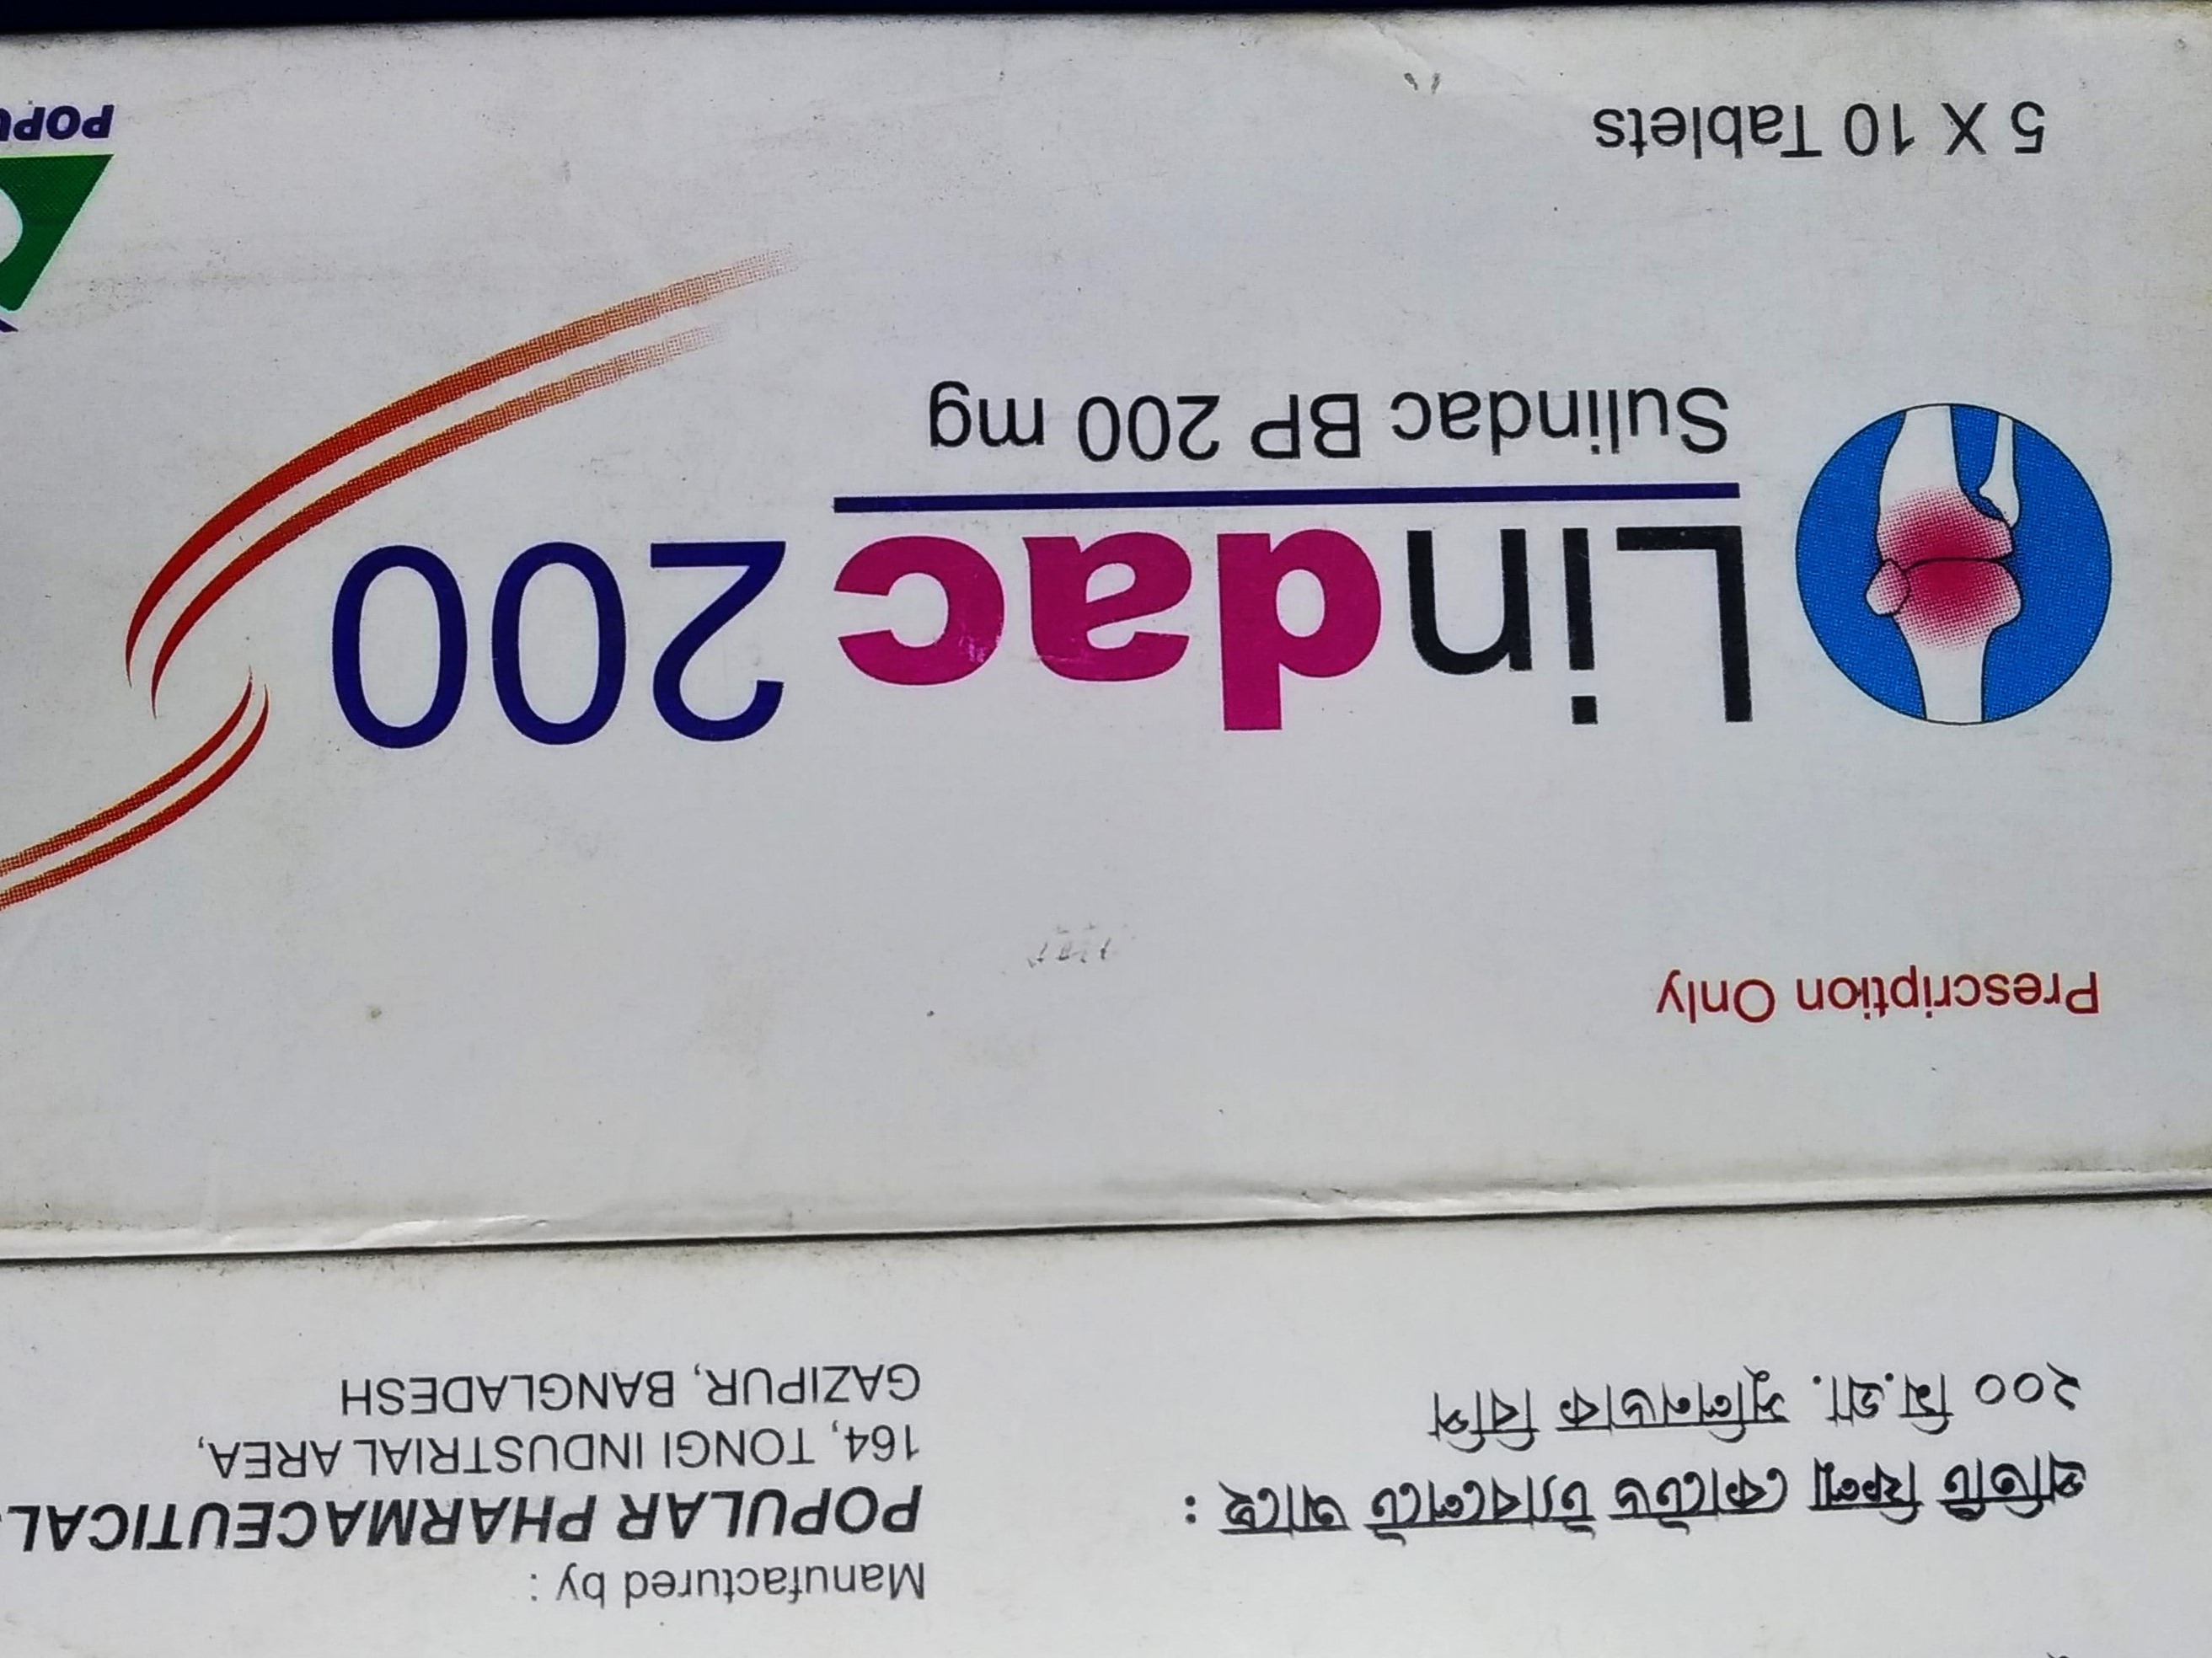 Prescription Only
Lindac 200
Sulindac BP 200 mg
5 X 10 Tablets
POPU
প্রতিটি ফিল্ম কোটেড ট্যাবলেটে আছে :
২০০ মি.গ্রা. সুলিনডাক বিপি
Manufactured by :
POPULAR PHARMACEUTICAL
164, TONGI INDUSTRIAL AREA,
GAZIPUR, BANGLADESH